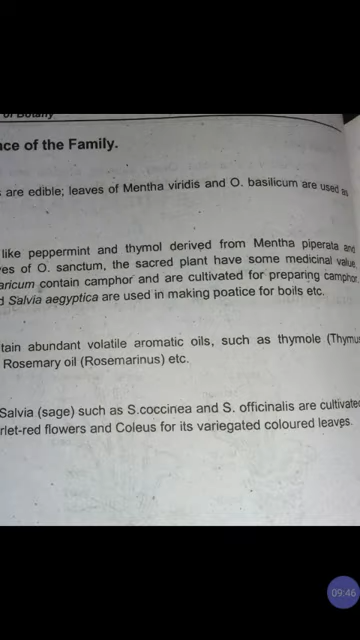 of Botany
ce of the Family.
are edible; leaves of Mentha viridis and O. basilicum are used as
like peppermint and thymol derived from Mentha piperata and
ves of O. sanctum, the sacred plant have some medicinal value.
aricum contain camphor and are cultivated for preparing camphor.
d Salvia aegyptica are used in making poatice for boils etc.
tain abundant volatile aromatic oils, such as thymole (Thymus
Rosemary oil (Rosemarinus) etc.
Salvia (sage) such as S.coccinea and S. officinalis are cultivated
rlet-red flowers and Coleus for its variegated coloured leaves.
09:46